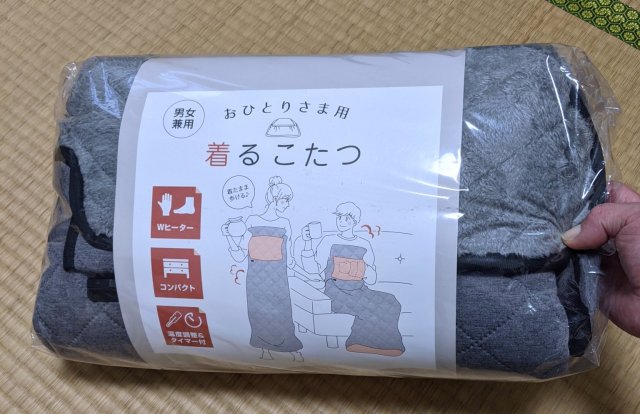 男女
兼用
おひとりさま用
着るこたつ
着たまま
歩ける♪
Wヒーター
コンパクト
温度調整&
タイマー付